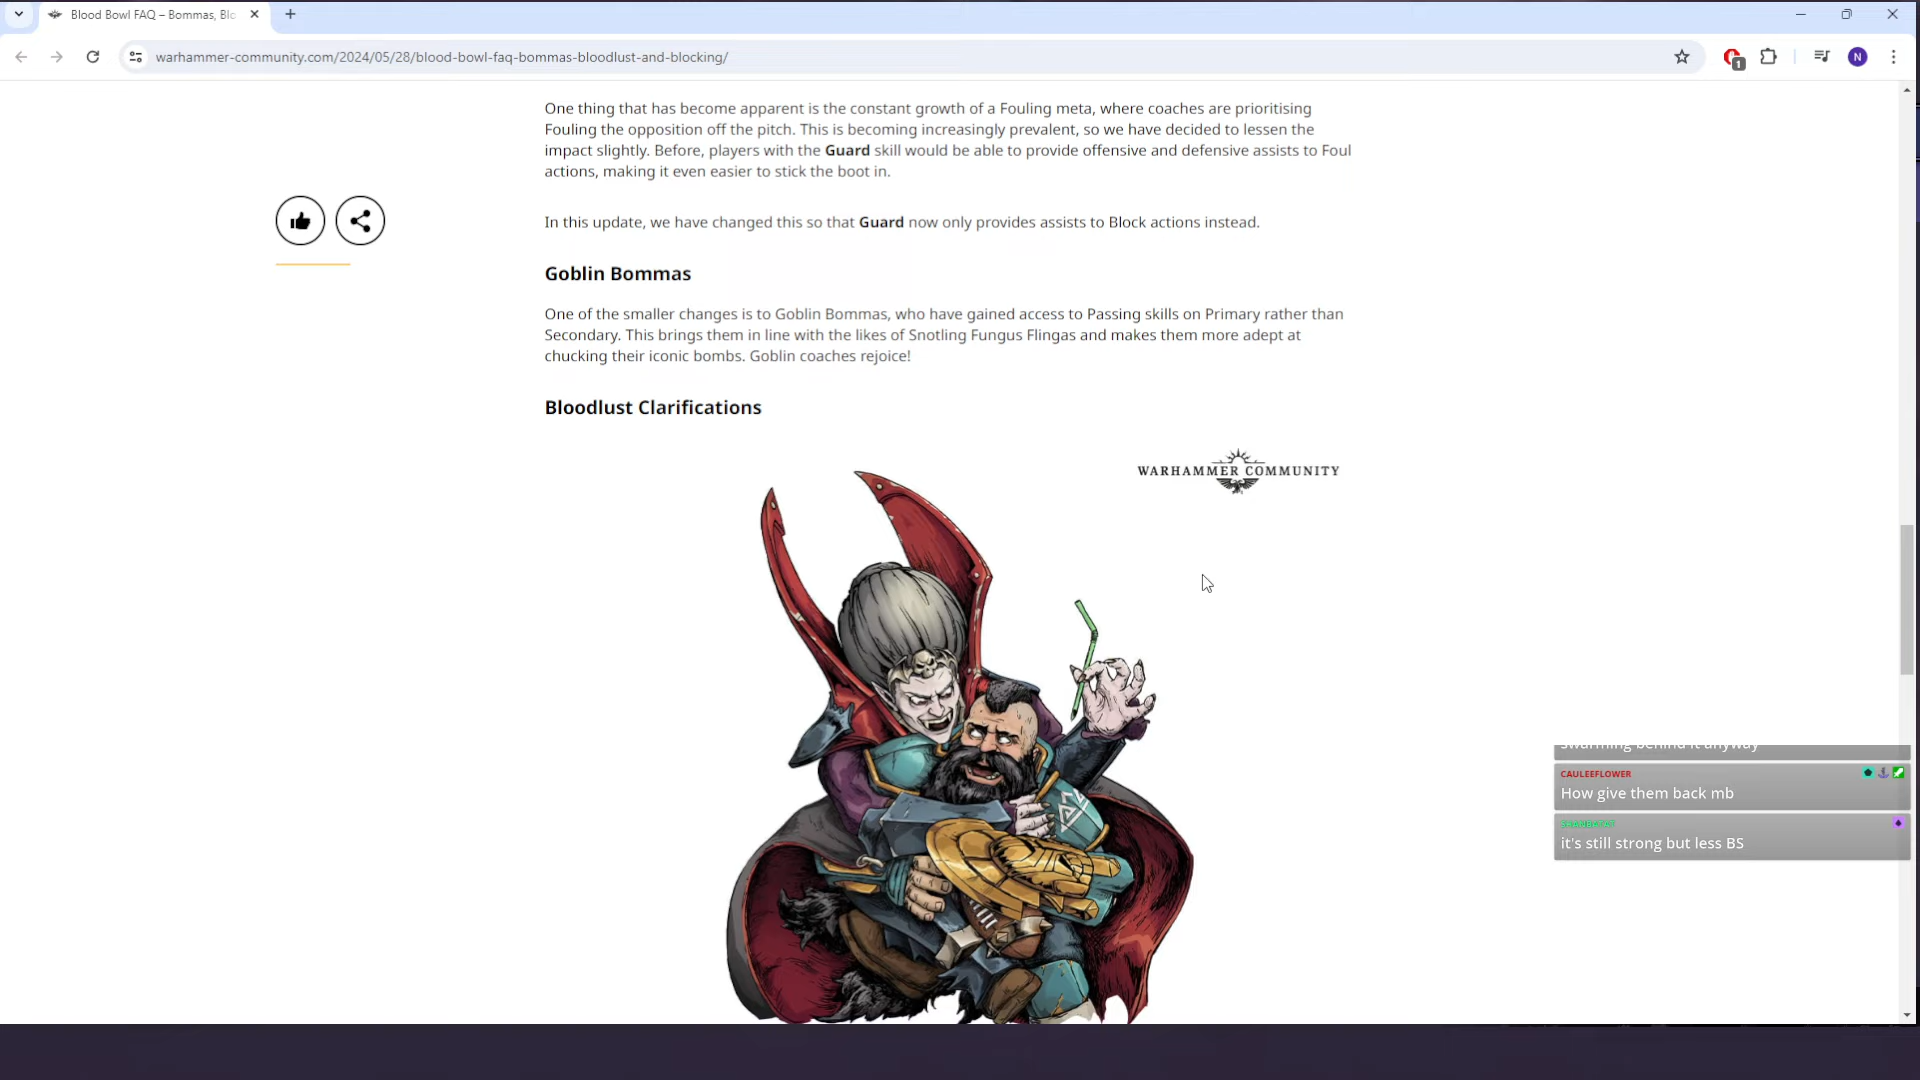 Blood Bowl FAQ – Bommas, Blo
warhammer-community.com/2024/05/28/blood-bowl-faq-bommas-bloodlust-and-blocking/
1
N
One thing that has become apparent is the constant growth of a Fouling meta, where coaches are prioritising
Fouling the opposition off the pitch. This is becoming increasingly prevalent, so we have decided to lessen the
impact slightly. Before, players with the Guard skill would be able to provide offensive and defensive assists to Foul
actions, making it even easier to stick the boot in.
In this update, we have changed this so that Guard now only provides assists to Block actions instead.
Goblin Bommas
One of the smaller changes is to Goblin Bommas, who have gained access to Passing skills on Primary rather than
Secondary. This brings them in line with the likes of Snotling Fungus Flingas and makes them more adept at
chucking their iconic bombs. Goblin coaches rejoice!
Bloodlust Clarifications
WARHAMMER COMMUNITY
swarming behind it anyway
CAULEEFLOWER
How give them back mb
it's still strong but less BS